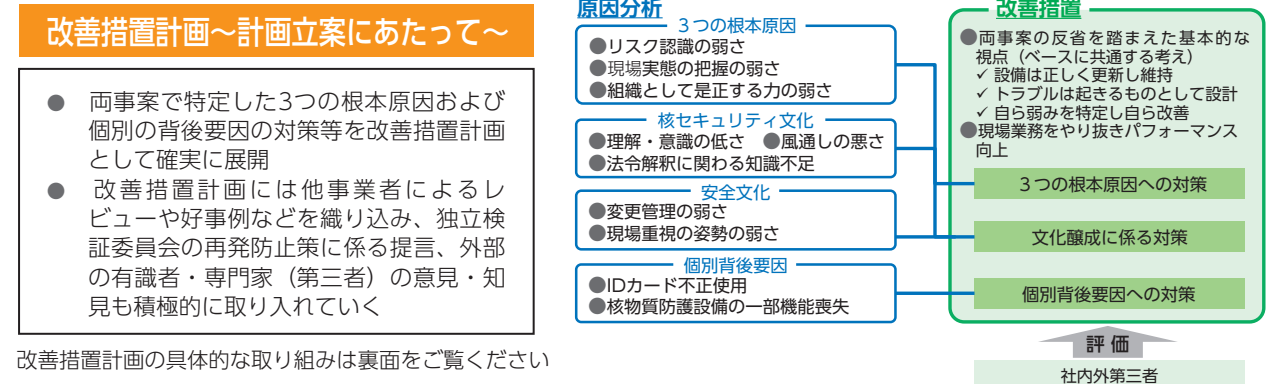 改善措置計画～計画立案にあたって～
● 両事案で特定した3つの根本原因および
個別の背後要因の対策等を改善措置計画
として確実に展開
● 改善措置計画には他事業者によるレ
ビューや好事例などを織り込み、独立検
証委員会の再発防止策に係る提言、外部
の有識者・専門家（第三者）の意見・知
見も積極的に取り入れていく
改善措置計画の具体的な取り組みは裏面をご覧ください
原因分析
３つの根本原因
●リスク認識の弱さ
●現場実態の把握の弱さ
●組織として是正する力の弱さ
核セキュリティ文化
●理解・意識の低さ ●風通しの悪さ
●法令解釈に関わる知識不足
安全文化
●変更管理の弱さ
●現場重視の姿勢の弱さ
個別背後要因
●IDカード不正使用
●核物質防護設備の一部機能喪失
改善措置
●両事案の反省を踏まえた基本的な
視点（ベースに共通する考え）
✓ 設備は正しく更新し維持
✓ トラブルは起きるものとして設計
✓ 自ら弱みを特定し自ら改善
●現場業務をやり抜きパフォーマンス
向上
３つの根本原因への対策
文化醸成に係る対策
個別背後要因への対策
評 価
社内外第三者